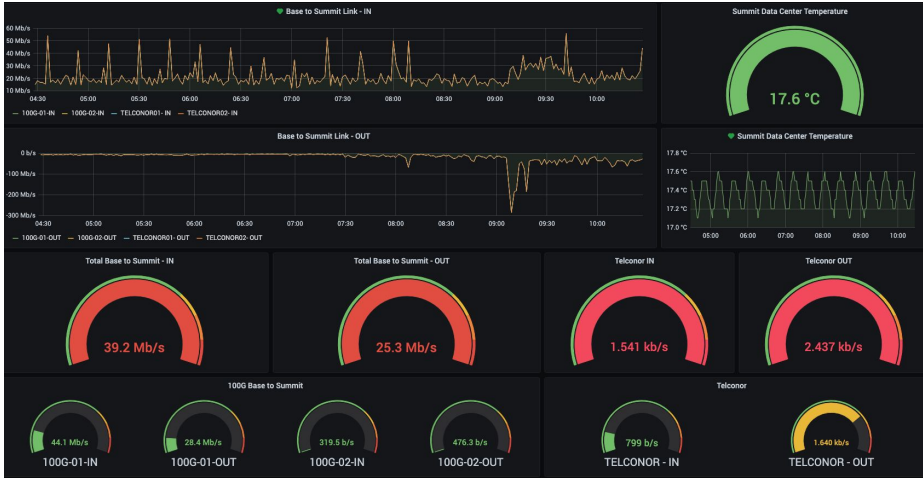 Base to Summit Link - IN
60 Mb/s
50 Mb/s
40 Mb/s
30 Mb/s
20 Mb/s
10 Mb/s
04:30 05:00 05:30 06:00 06:30 07:00 07:30 08:00 08:30 09:00 09:30 10:00
100G-01-IN 100G-02-IN TELCONOR01- IN TELCONOR02- IN
Summit Data Center Temperature
17.6 °C
Base to Summit Link - OUT
0 b/s
-100 Mb/s
-200 Mb/s
-300 Mb/s
04:30 05:00 05:30 06:00 06:30 07:00 07:30 08:00 08:30 09:00 09:30 10:00
100G-01-OUT 100G-02-OUT TELCONOR01- OUT TELCONOR02- OUT
Summit Data Center Temperature
17.8 °C
17.6 °C
17.4 °C
17.2 °C
17.0 °C
05:00 06:00 07:00 08:00 09:00 10:00
Total Base to Summit - IN
39.2 Mb/s
Total Base to Summit - OUT
25.3 Mb/s
Telconor IN
1.541 kb/s
Telconor OUT
2.437 kb/s
100G Base to Summit
44.1 Mb/s 28.4 Mb/s 319.5 b/s 476.3 b/s
100G-01-IN 100G-01-OUT 100G-02-IN 100G-02-OUT
Telconor
799 b/s 1.640 kb/s
TELCONOR - IN TELCONOR - OUT